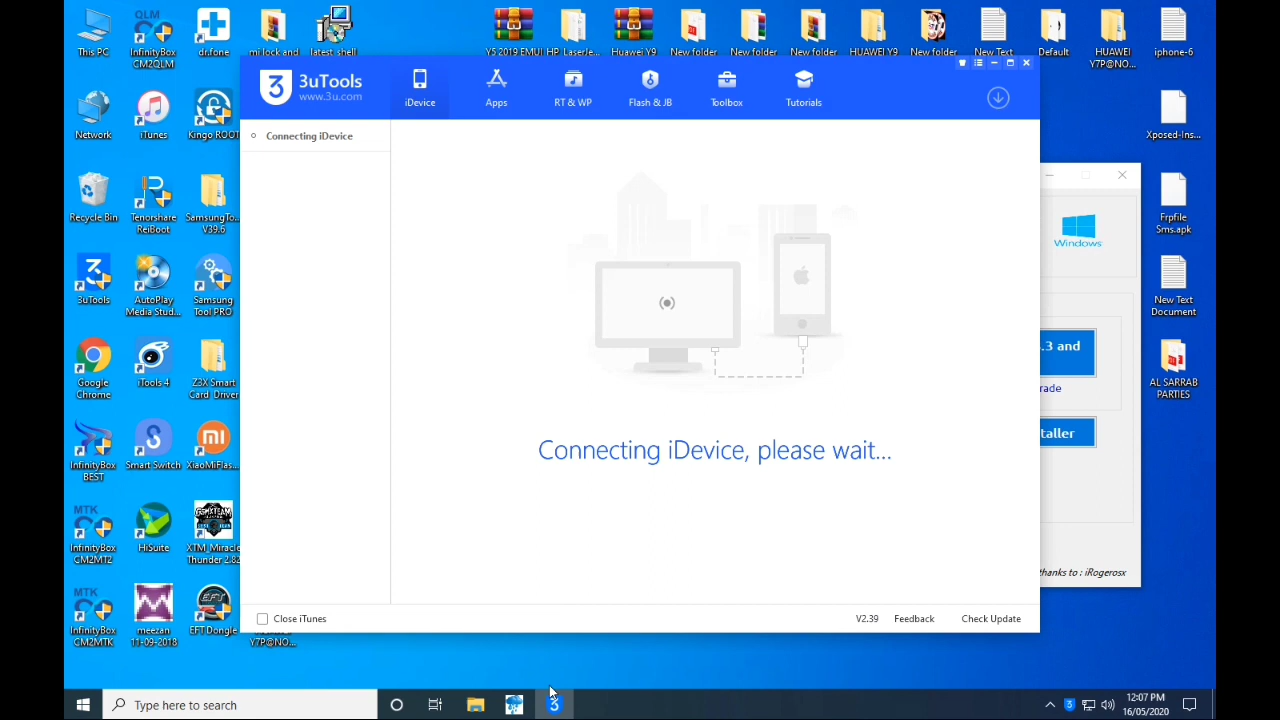 This PC
InfinityBox
CM2QLM
QLM
dr.fone
mi lock and
latest_shell
V5 2019 EMUI
HP LaserJe...
Huawei Y9
New folder
New folder
New folder
HUAWEI Y9
New folder
New Text
Default
HUAWEI
Y7P@NO...
iphone-6
3uTools
www.3u.com
iDevice
Apps
RT & WP
Flash & JB
Toolbox
Tutorials
Connecting iDevice
Network
iTunes
Kingo ROOT
Xposed-Ins...
Recycle Bin
Tenorshare
ReiBoot
SamsungTo...
V39.6
Windows
Frpfile
Sms.apk
3uTools
AutoPlay
Media Stud...
Samsung
Tool PRO
New Text
Document
.3 and
rade
Google
Chrome
iTools 4
Z3X Smart
Card_Driver
AL SARRAB
PARTIES
taller
Connecting iDevice, please wait...
InfinityBox
BEST
Smart Switch
XiaoMiFlas...
MTK
InfinityBox
CM2MT2
HiSuite
XTM_Miracle
Thunder 2.82
thanks to : iRogerosx
MTK
InfinityBox
CM2MTK
meezan
11-09-2018
EFT
EFT Dongle
Y7P@NO...
Close iTunes
V2.39
Feedback
Check Update
Type here to search
12:07 PM
16/05/2020